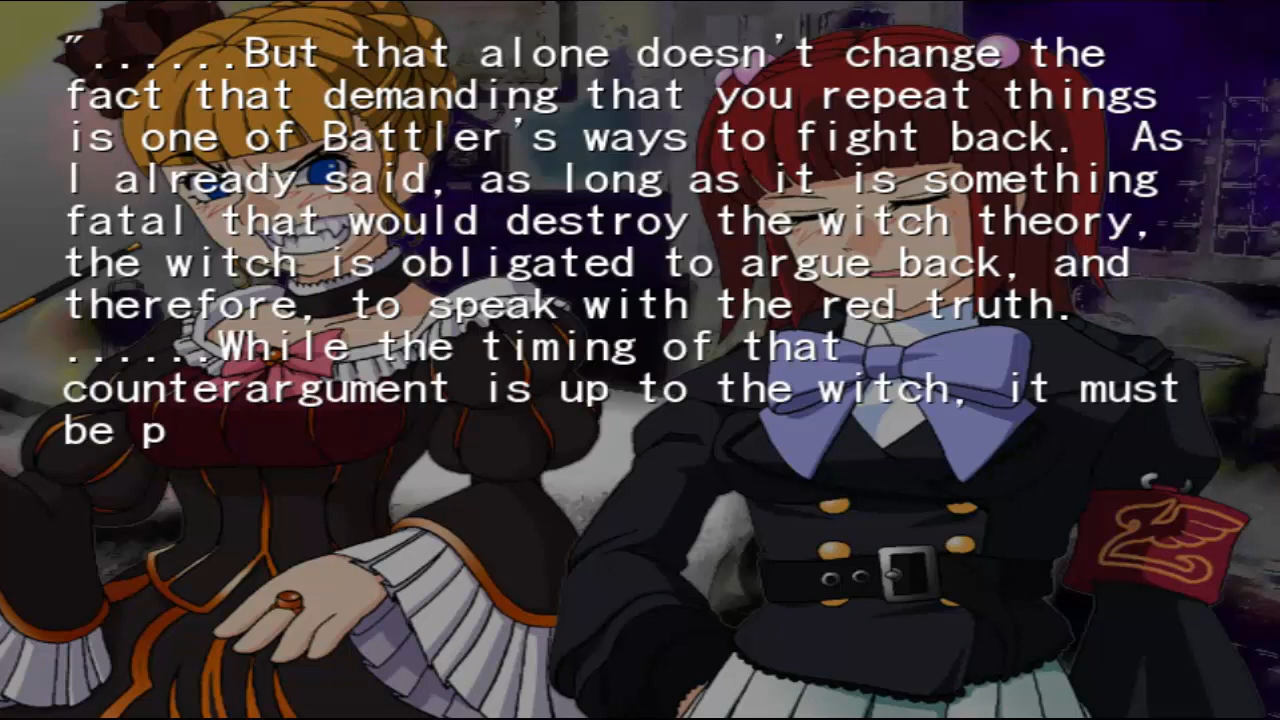 "......But that alone doesn't change the
fact that demanding that you repeat things
is one of Battler's ways to fight back.  As
I already said, as long as it is something
fatal that would destroy the witch theory,
the witch is obligated to argue back, and
therefore, to speak with the red truth.
......While the timing of that
counterargument is up to the witch, it must
be p